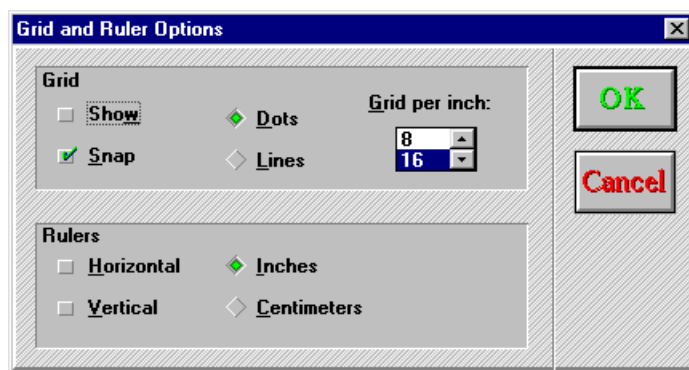 Grid and Ruler Options
Grid
Show
Snap
Dots
Lines
Grid per inch:
8
16
OK
Cancel
Rulers
Horizontal
Vertical
Inches
Centimeters